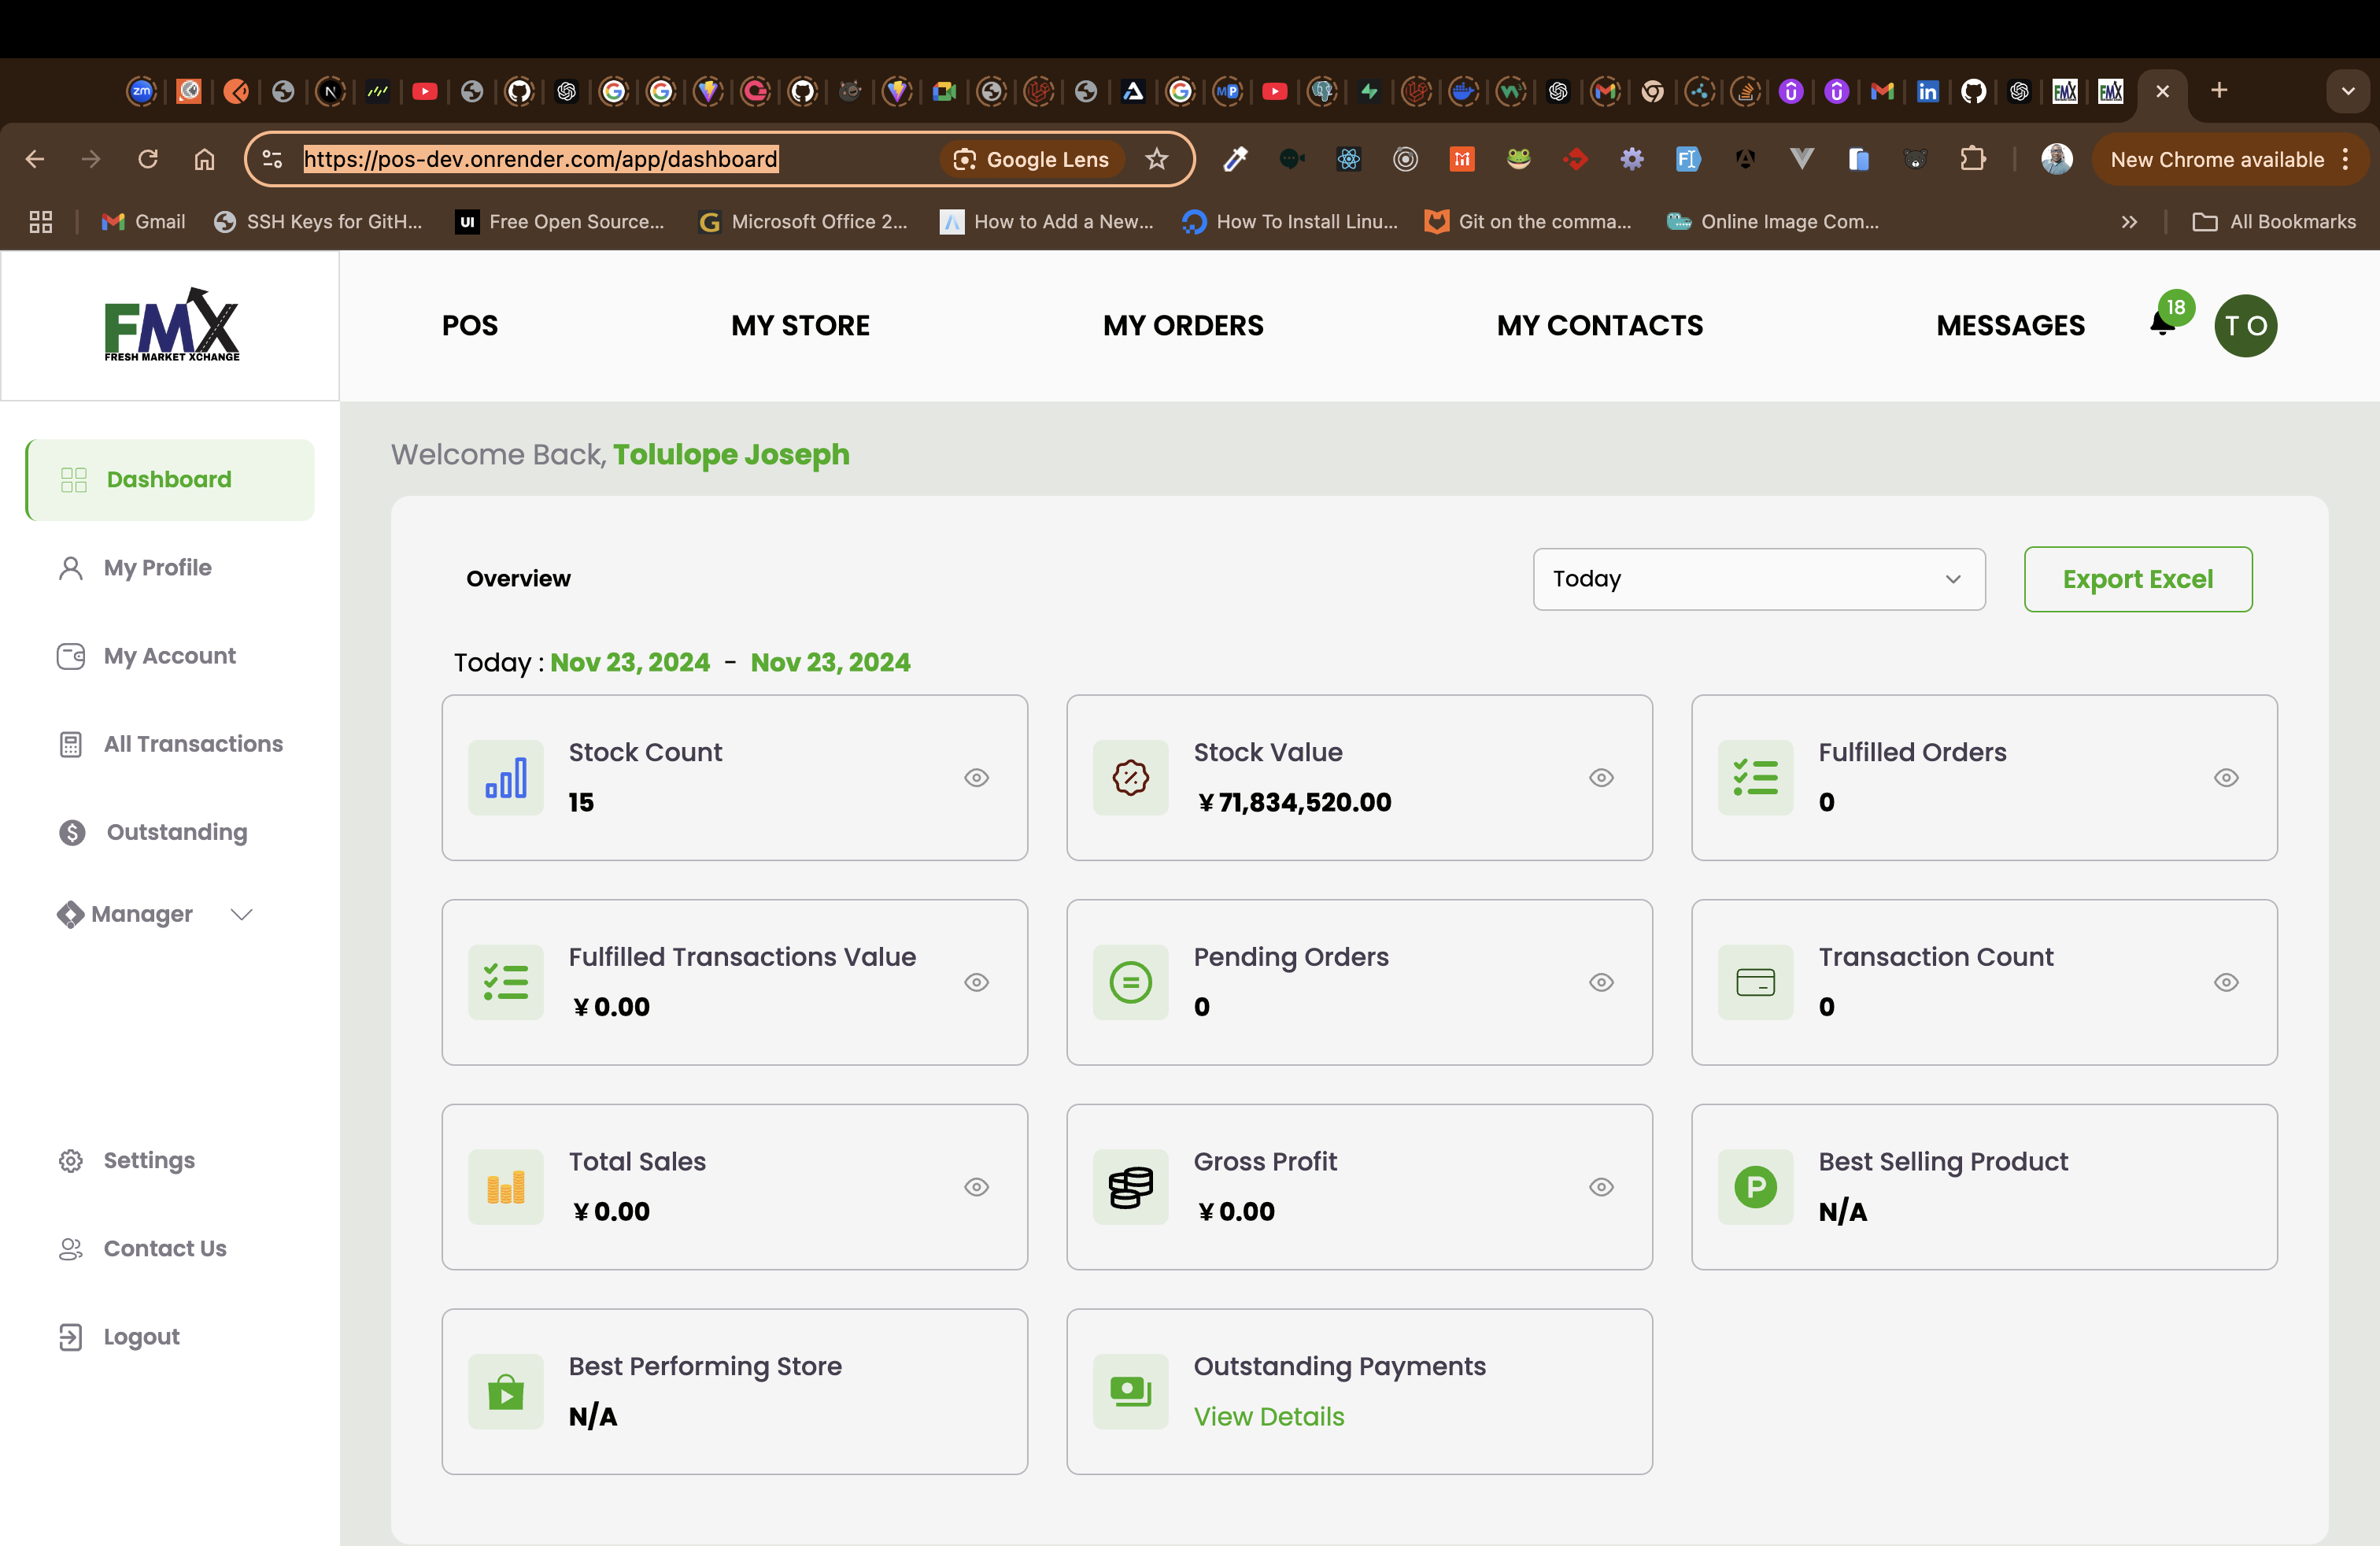 https://pos-dev.onrender.com/app/dashboard
Google Lens
New Chrome available
Gmail
SSH Keys for GitH...
Free Open Source...
Microsoft Office 2...
How to Add a New...
How To Install Linu...
Git on the comma...
Online Image Com...
All Bookmarks
FMX
FRESH MARKET XCHANGE
POS
MY STORE
MY ORDERS
MY CONTACTS
MESSAGES
18
T O
Dashboard
My Profile
My Account
All Transactions
Outstanding
Manager
Settings
Contact Us
Logout
Welcome Back, Tolulope Joseph
Overview
Today
Export Excel
Today : Nov 23, 2024 - Nov 23, 2024
Stock Count
15
Stock Value
¥ 71,834,520.00
Fulfilled Orders
0
Fulfilled Transactions Value
¥ 0.00
Pending Orders
0
Transaction Count
0
Total Sales
¥ 0.00
Gross Profit
¥ 0.00
Best Selling Product
N/A
Best Performing Store
N/A
Outstanding Payments
View Details